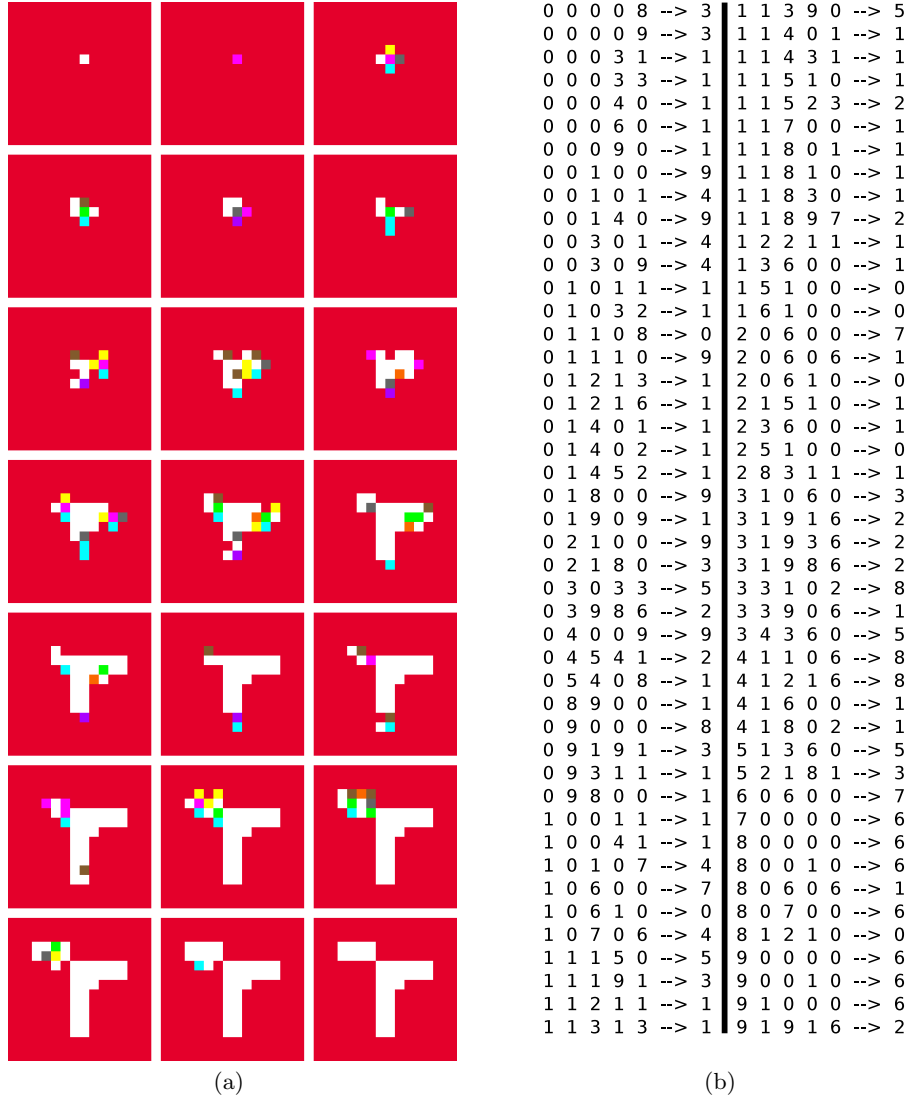 0 0 0 0 8 --> 3 1 1 3 9 0 --> 5
0 0 0 0 9 --> 3 1 1 4 0 1 --> 1
0 0 0 3 1 --> 1 1 1 4 3 1 --> 1
0 0 0 3 3 --> 1 1 1 5 1 0 --> 1
0 0 0 4 0 --> 1 1 1 5 2 3 --> 2
0 0 0 6 0 --> 1 1 1 7 0 0 --> 1
0 0 0 9 0 --> 1 1 1 8 0 1 --> 1
0 0 1 0 0 --> 9 1 1 8 1 0 --> 1
0 0 1 0 1 --> 4 1 1 8 3 0 --> 1
0 0 1 4 0 --> 9 1 1 8 9 7 --> 2
0 0 3 0 1 --> 4 1 2 2 1 1 --> 1
0 0 3 0 9 --> 4 1 3 6 0 0 --> 1
0 1 0 1 1 --> 1 1 5 1 0 0 --> 0
0 1 0 3 2 --> 1 1 6 1 0 0 --> 0
0 1 1 0 8 --> 0 2 0 6 0 0 --> 7
0 1 1 1 0 --> 9 2 0 6 0 6 --> 1
0 1 2 1 3 --> 1 2 0 6 1 0 --> 0
0 1 2 1 6 --> 1 2 1 5 1 0 --> 1
0 1 4 0 1 --> 1 2 3 6 0 0 --> 1
0 1 4 0 2 --> 1 2 5 1 0 0 --> 0
0 1 4 5 2 --> 1 2 8 3 1 1 --> 1
0 1 8 0 0 --> 9 3 1 0 6 0 --> 3
0 1 9 0 9 --> 1 3 1 9 1 6 --> 2
0 2 1 0 0 --> 9 3 1 9 3 6 --> 2
0 2 1 8 0 --> 3 3 1 9 8 6 --> 2
0 3 0 3 3 --> 5 3 3 1 0 2 --> 8
0 3 9 8 6 --> 2 3 3 9 0 6 --> 1
0 4 0 0 9 --> 9 3 4 3 6 0 --> 5
0 4 5 4 1 --> 2 4 1 1 0 6 --> 8
0 5 4 0 8 --> 1 4 1 2 1 6 --> 8
0 8 9 0 0 --> 1 4 1 6 0 0 --> 1
0 9 0 0 0 --> 8 4 1 8 0 2 --> 1
0 9 1 9 1 --> 3 5 1 3 6 0 --> 5
0 9 3 1 1 --> 1 5 2 1 8 1 --> 3
0 9 8 0 0 --> 1 6 0 6 0 0 --> 7
1 0 0 1 1 --> 1 7 0 0 0 0 --> 6
1 0 0 4 1 --> 1 8 0 0 0 0 --> 6
1 0 1 0 7 --> 4 8 0 0 1 0 --> 6
1 0 6 0 0 --> 7 8 0 6 0 6 --> 1
1 0 6 1 0 --> 0 8 0 7 0 0 --> 6
1 0 7 0 6 --> 4 8 1 2 1 0 --> 0
1 1 1 5 0 --> 5 9 0 0 0 0 --> 6
1 1 1 9 1 --> 3 9 0 0 1 0 --> 6
1 1 2 1 1 --> 1 9 1 0 0 0 --> 6
1 1 3 1 3 --> 1 9 1 9 1 6 --> 2
(a) (b)